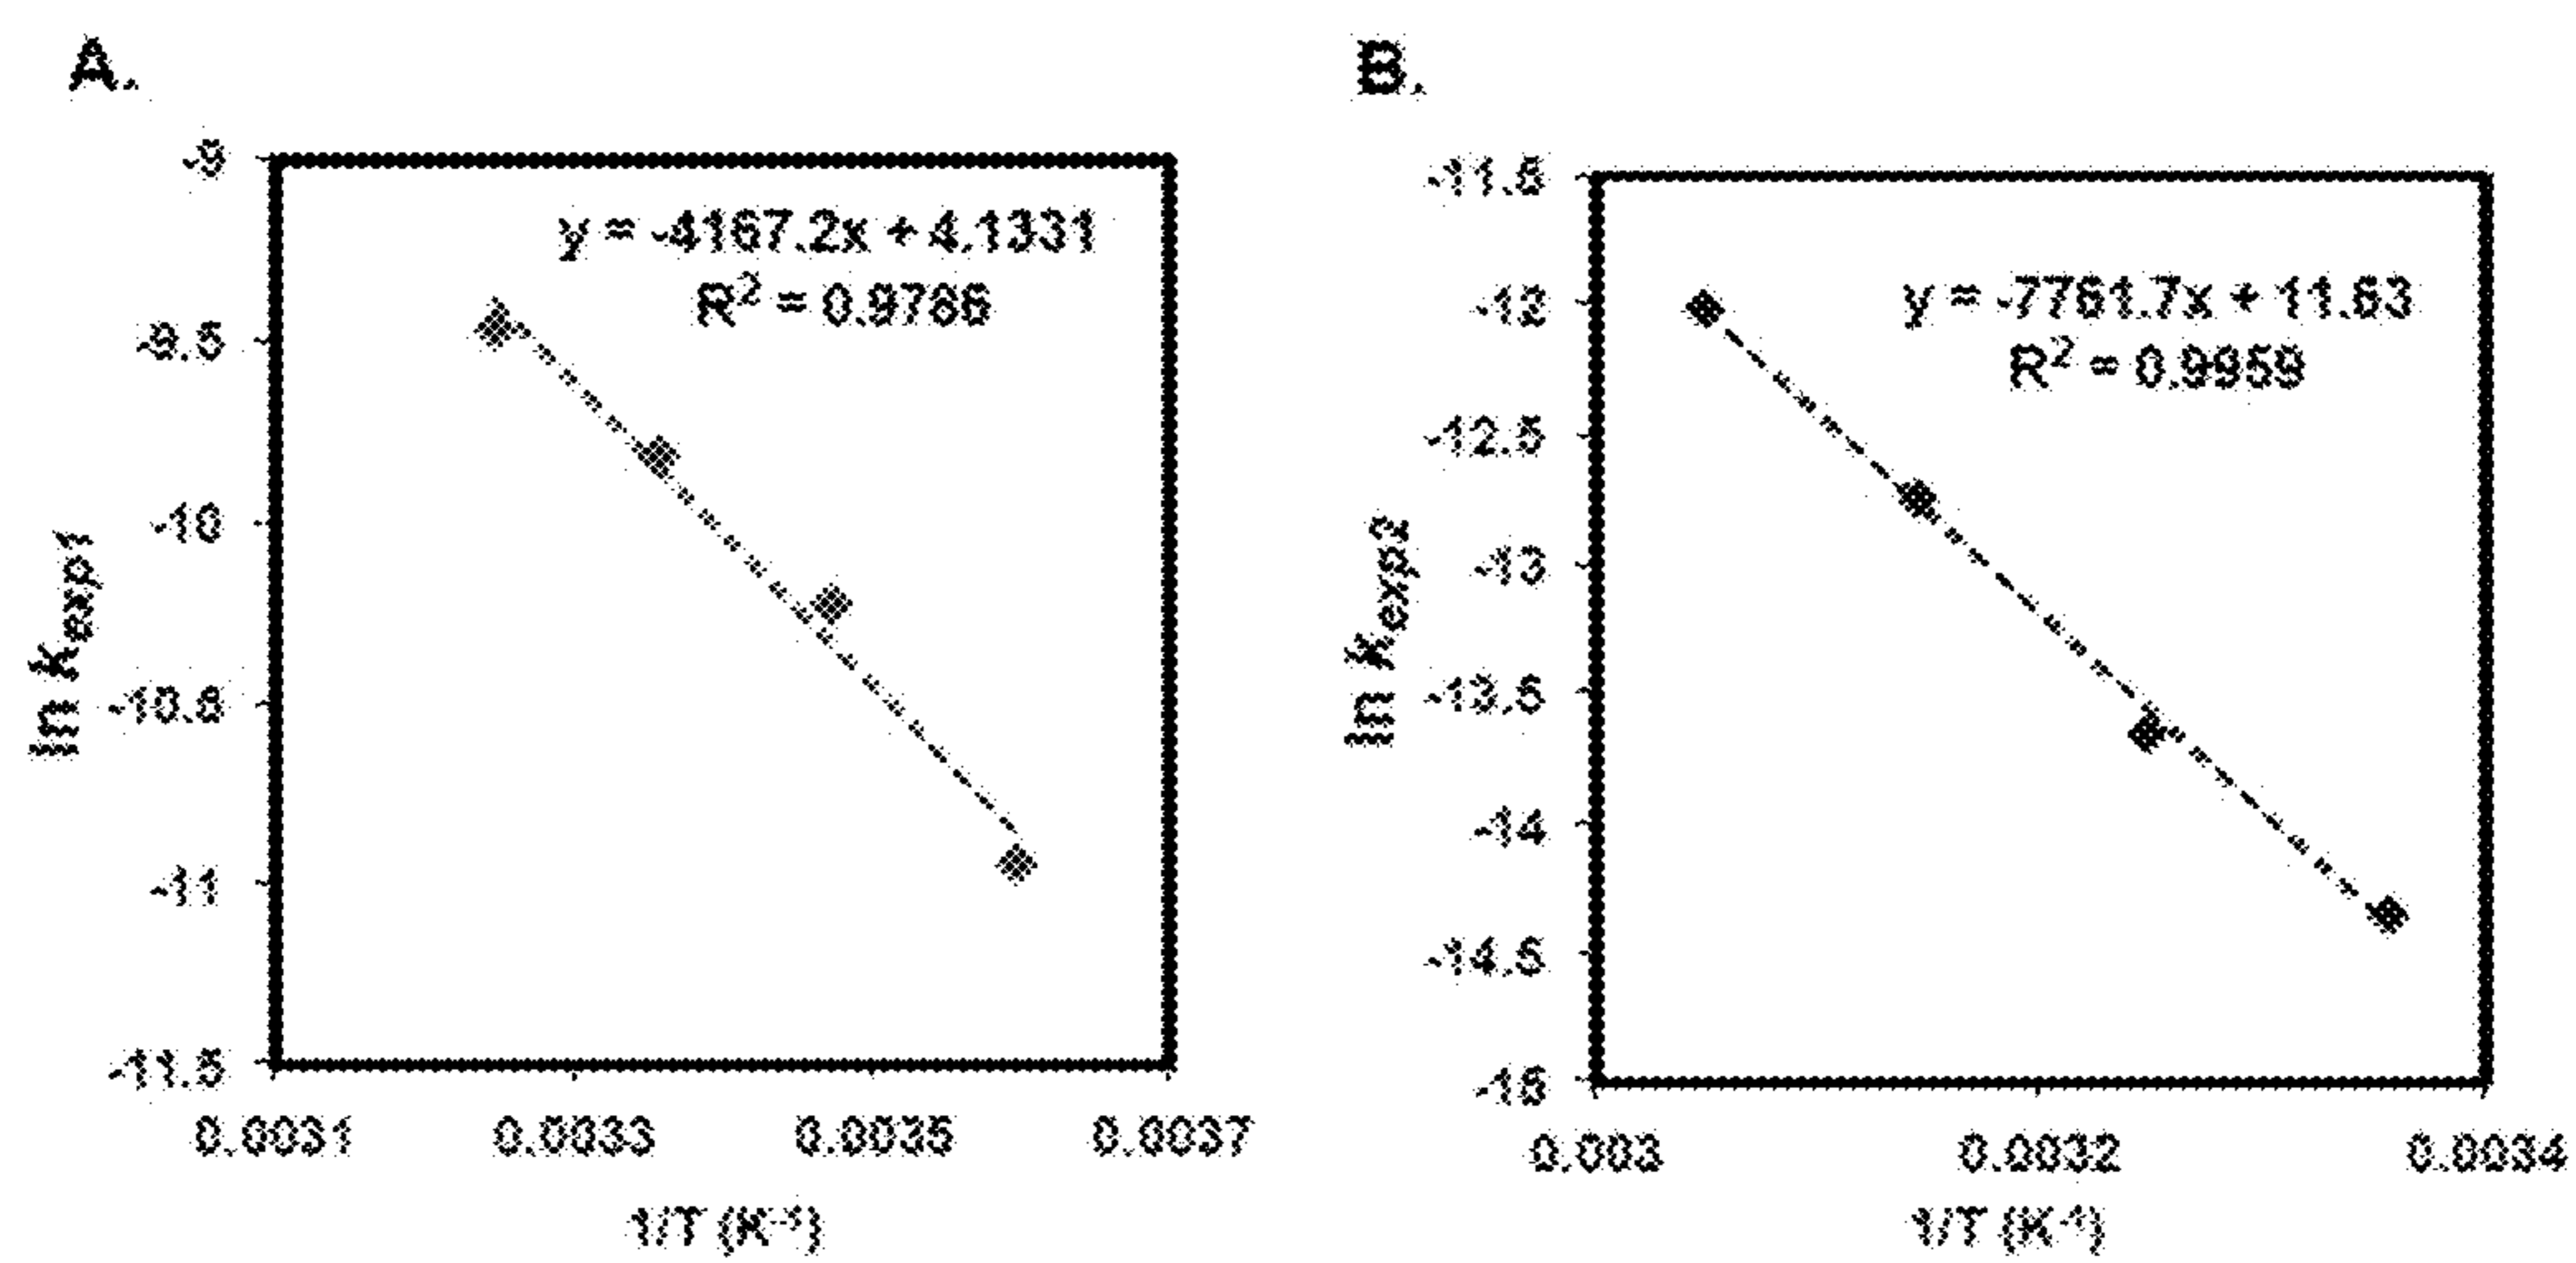 A.
-9
-9.5
-10
-10.5
-11
-11.5
ln k_exp1
y = -4167.2x + 4.1331
R² = 0.9786
0.0031 0.0033 0.0035 0.0037
1/T (K⁻¹)
B.
-11.5
-12
-12.5
-13
-13.5
-14
-14.5
-15
ln k_exp2
y = -7761.7x + 11.63
R² = 0.9959
0.003 0.0032 0.0034
1/T (K⁻¹)